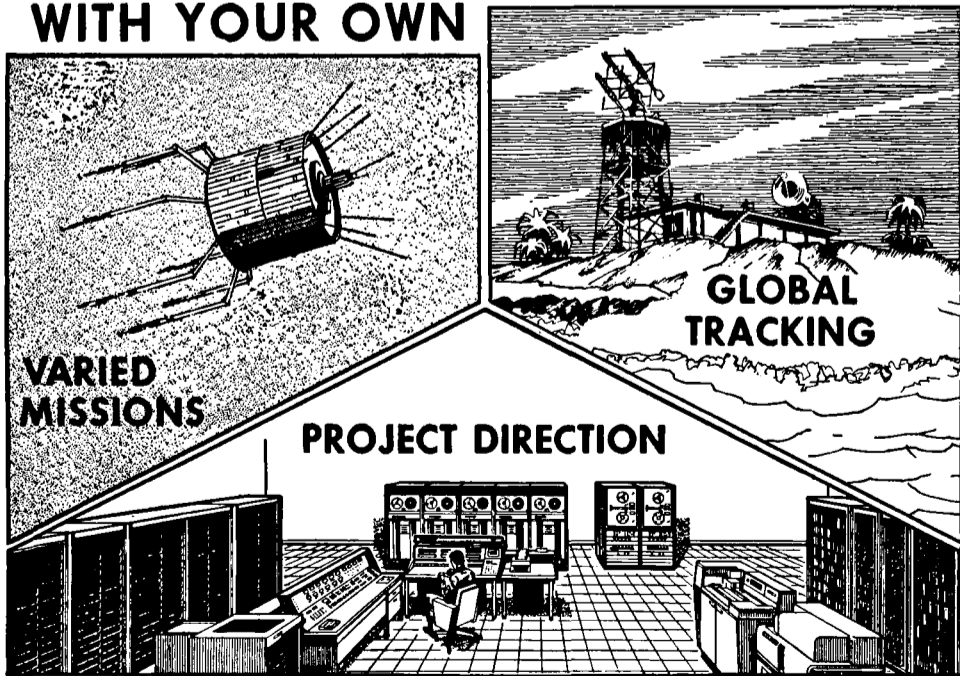 WITH YOUR OWN
VARIED
MISSIONS
GLOBAL
TRACKING
PROJECT DIRECTION